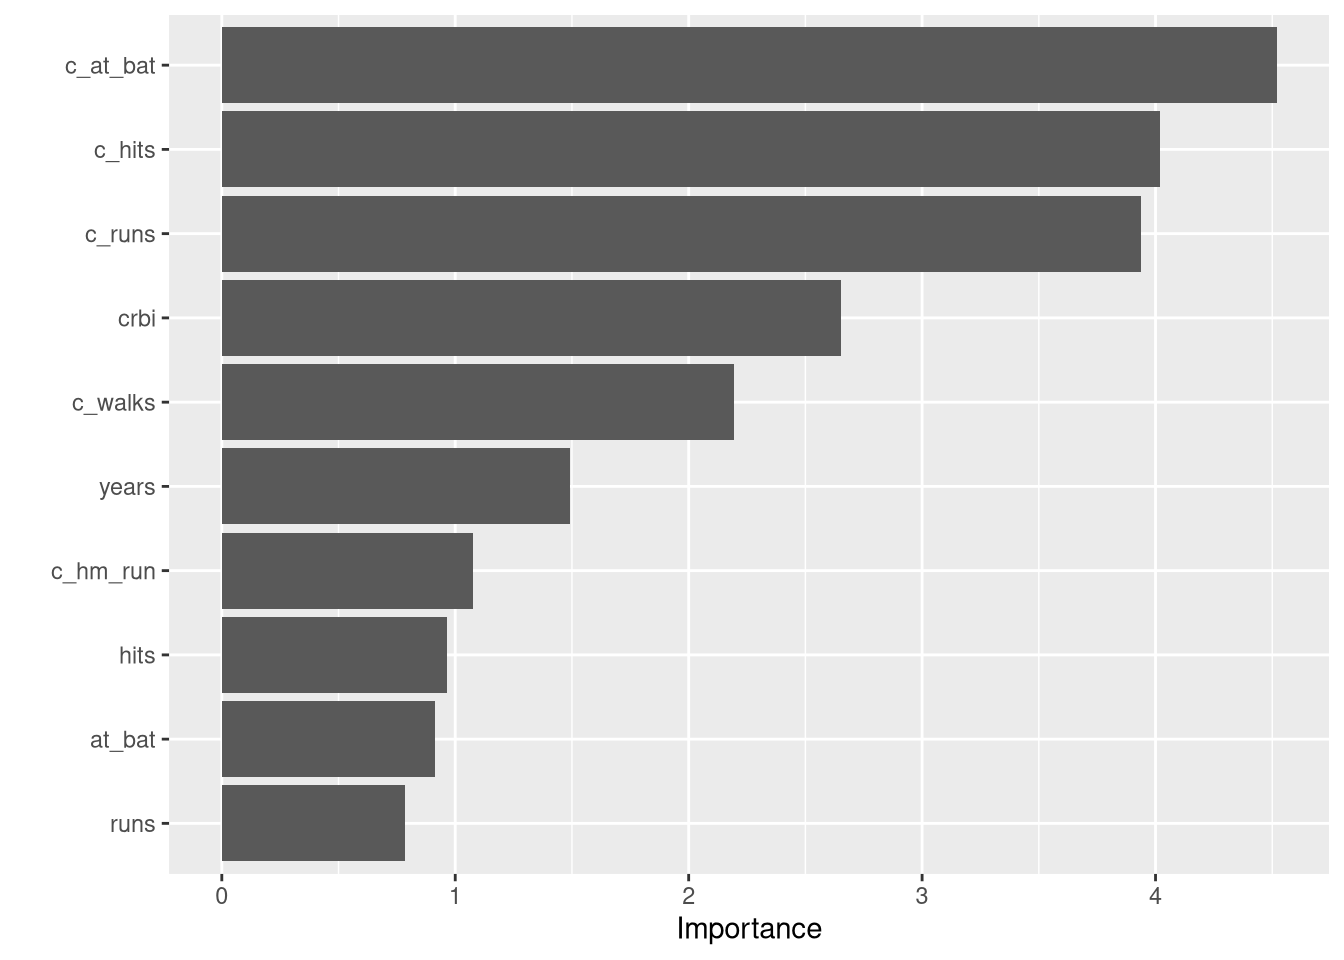 c_at_bat
c_hits
c_runs
crbi
c_walks
years
c_hm_run
hits
at_bat
runs
0 1 2 3 4
Importance